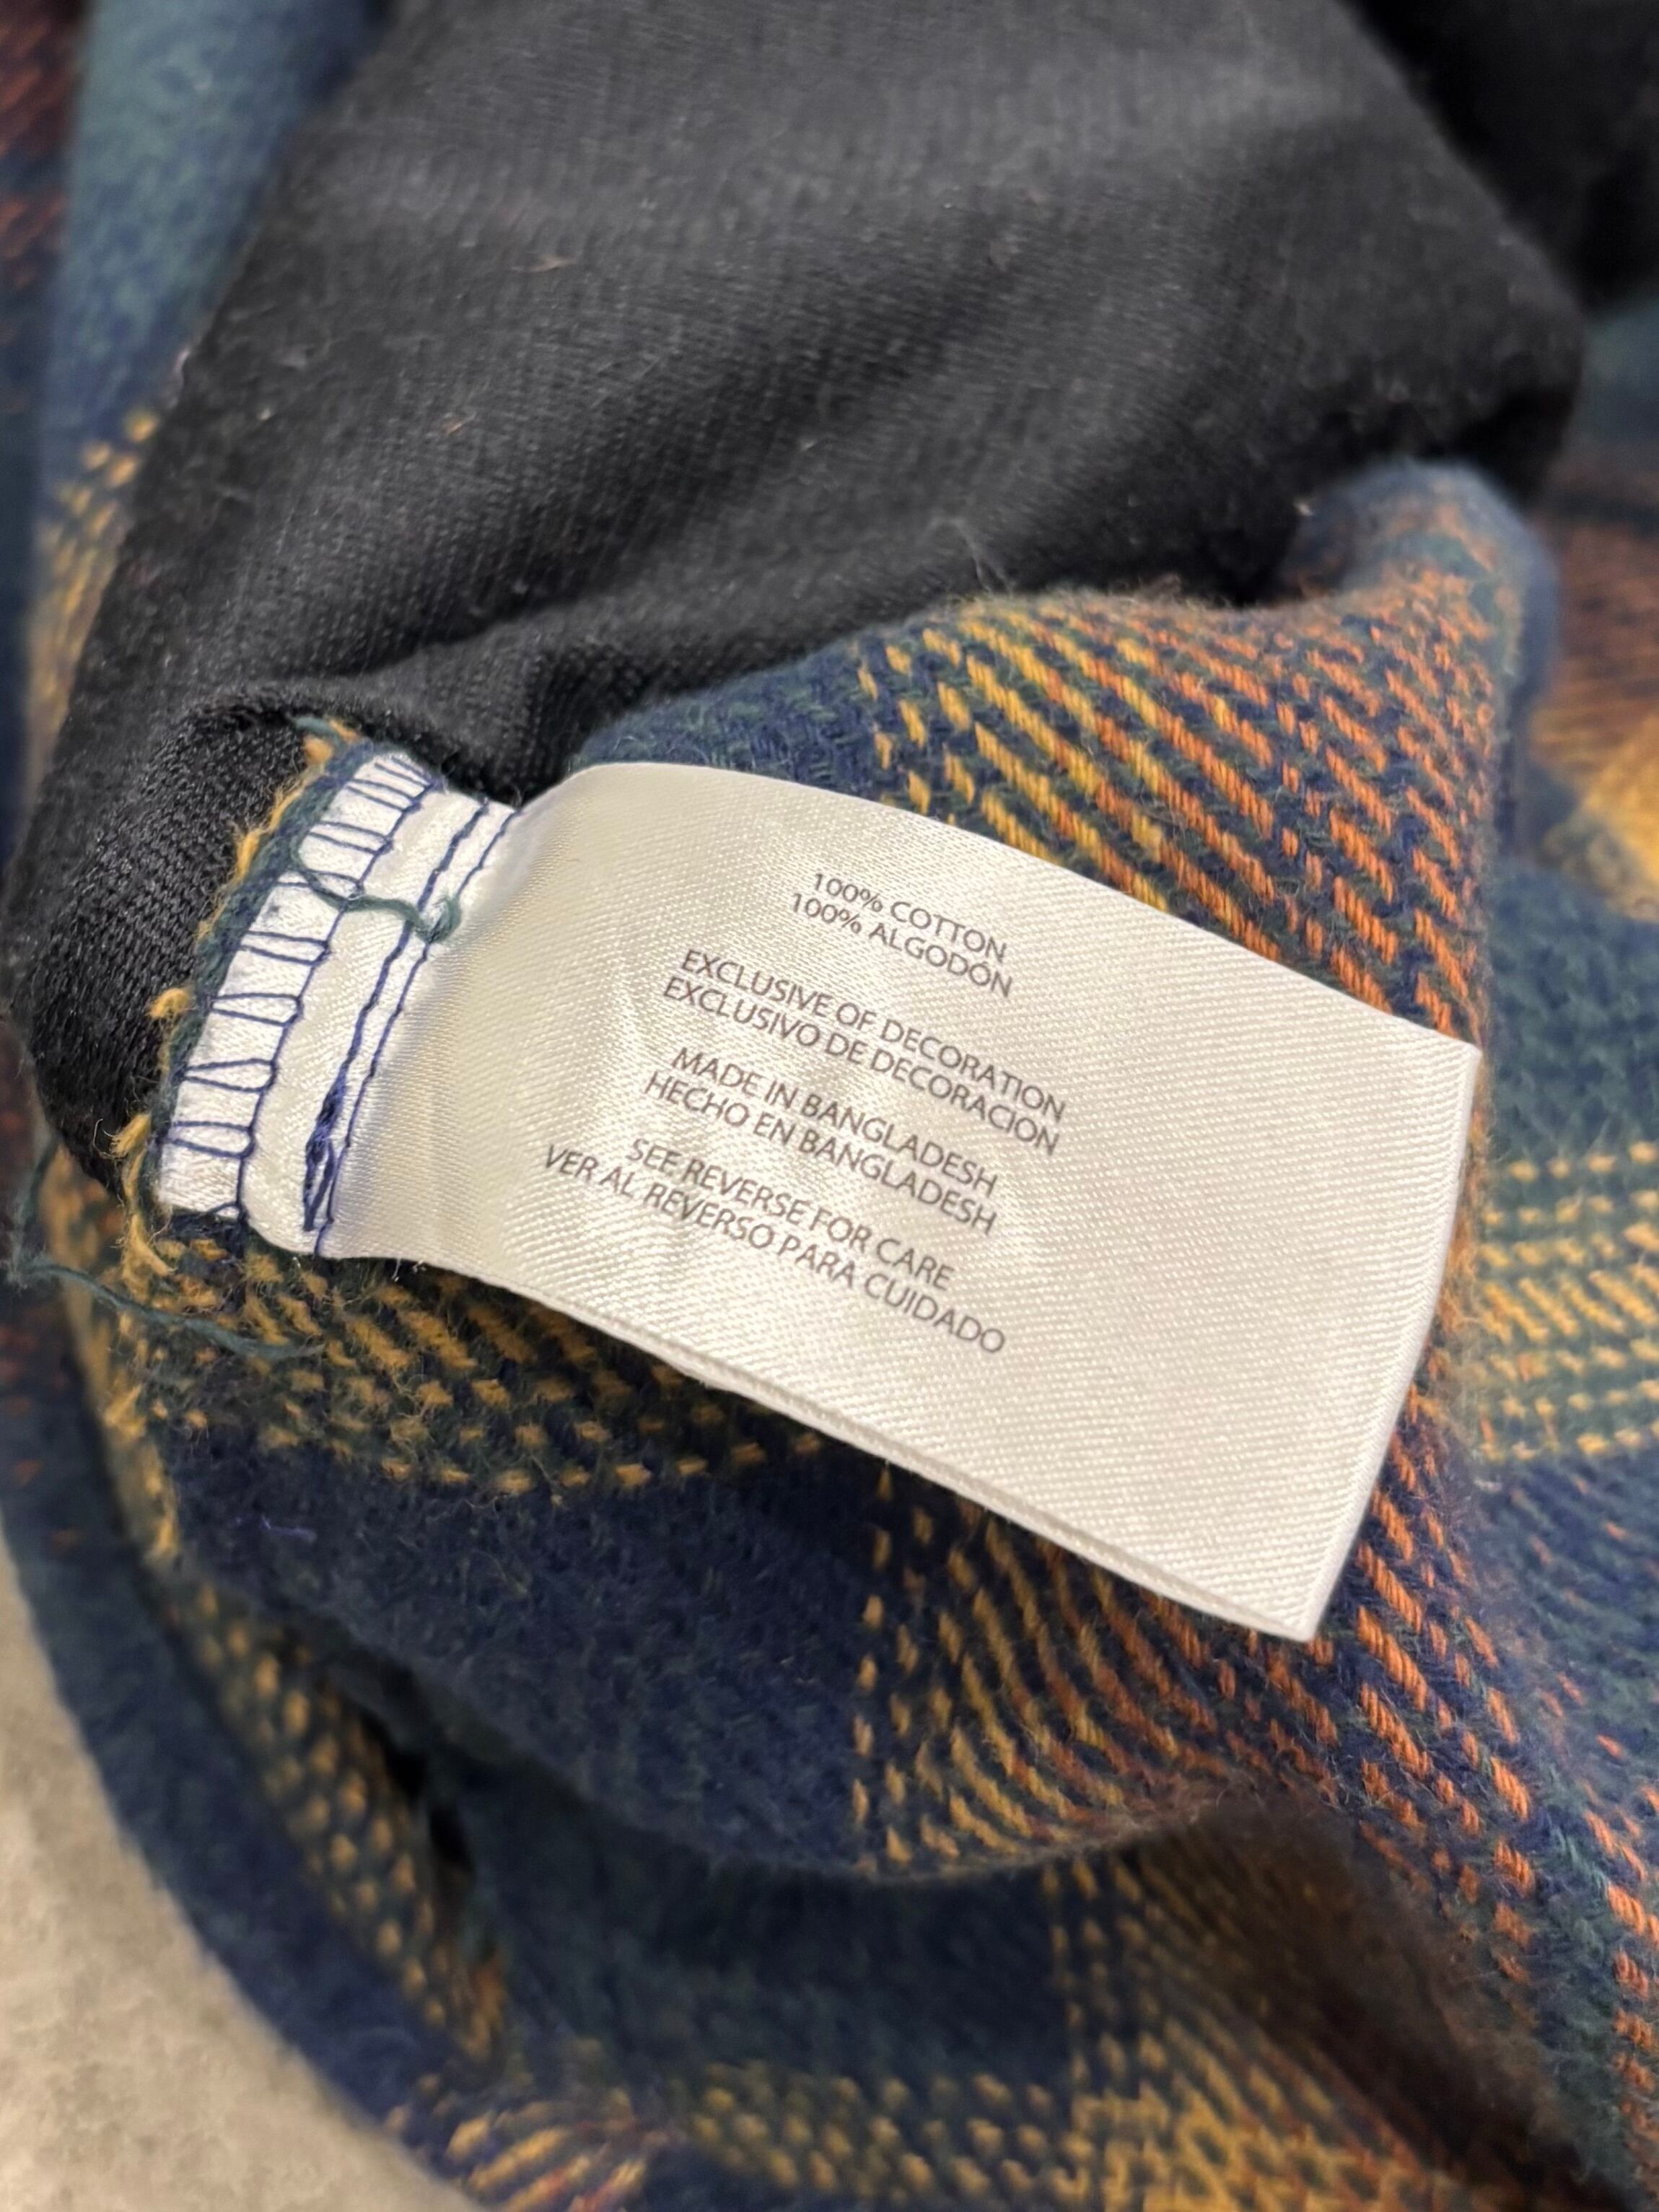 100% COTTON
100% ALGODÓN
EXCLUSIVE OF DECORATION
EXCLUSIVO DE DECORACION
MADE IN BANGLADESH
HECHO EN BANGLADESH
SEE REVERSE FOR CARE
VER AL REVERSO PARA CUIDADO